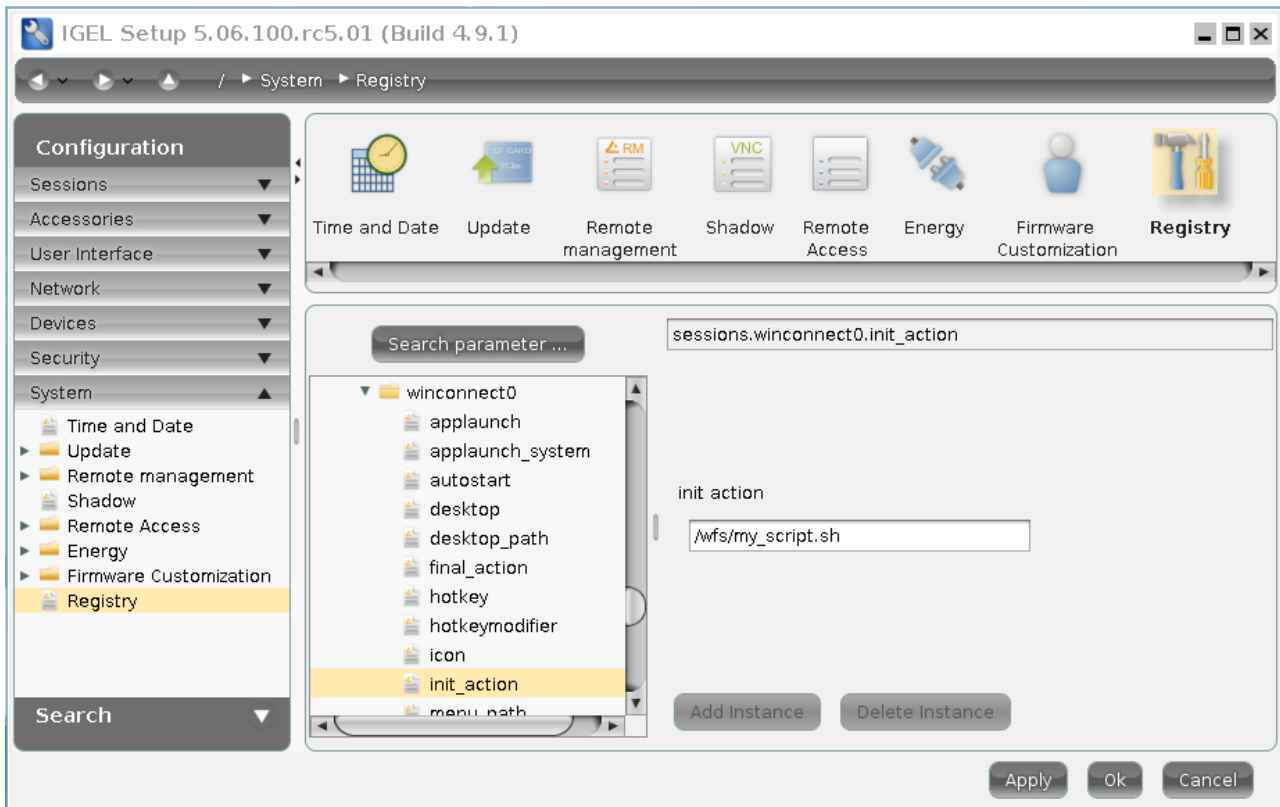 IGEL Setup 5.06.100.rc5.01 (Build 4.9.1)
/ System Registry
Configuration
Sessions
Accessories
User Interface
Network
Devices
Security
System
Time and Date
Update
Remote management
Shadow
Remote Access
Energy
Firmware Customization
Registry
Search
Time and Date
Update
RM
Remote
management
VNC
Shadow
Remote
Access
Energy
Firmware
Customization
Registry
Search parameter ...
sessions.winconnect0.init_action
winconnect0
applaunch
applaunch_system
autostart
desktop
desktop_path
final_action
hotkey
hotkeymodifier
icon
init_action
menu_path
init action
/wfs/my_script.sh
Add Instance
Delete Instance
Apply
Ok
Cancel